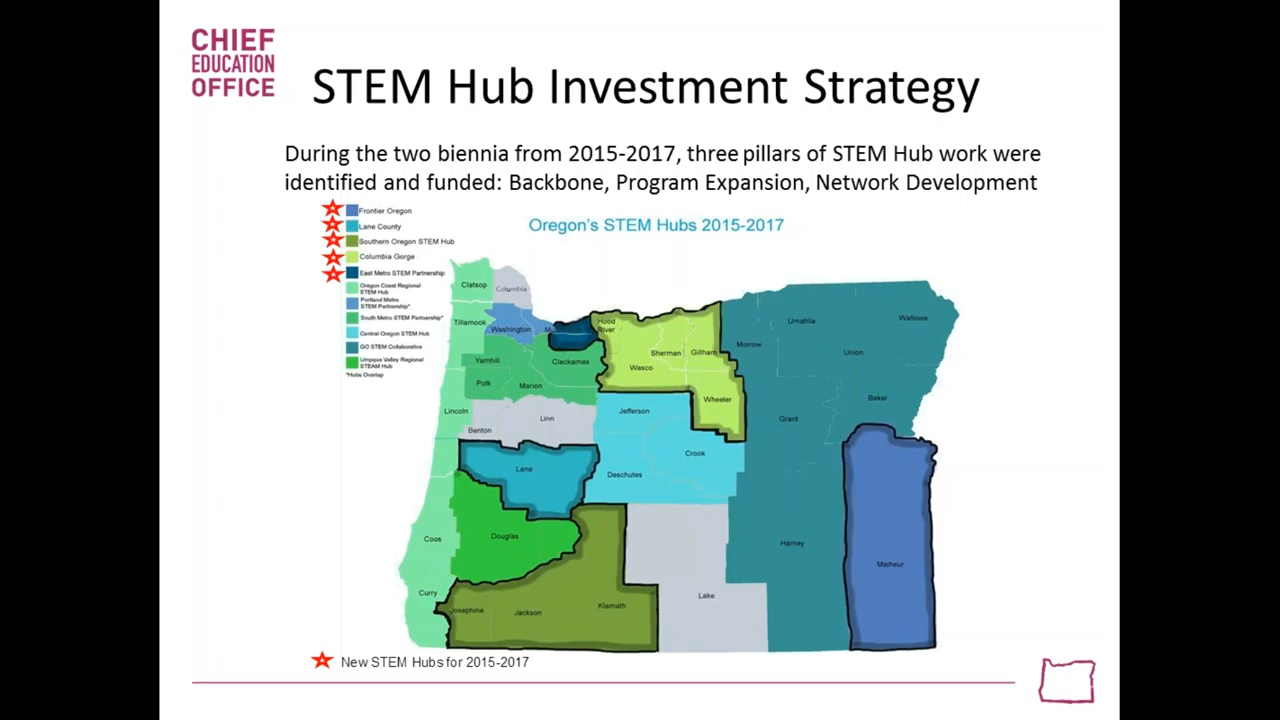 CHIEF
EDUCATION
OFFICE
STEM Hub Investment Strategy
During the two biennia from 2015-2017, three pillars of STEM Hub work were
identified and funded: Backbone, Program Expansion, Network Development
Oregon's STEM Hubs 2015-2017
Frontier Oregon
Lane County
Southern Oregon STEM Hub
Columbia Gorge
East Metro STEM Partnership
Oregon Coast Regional
STEM Hub
Portland Metro
STEM Partnership*
South Metro STEM Partnership*
Central Oregon STEM Hub
GO STEM Collaborative
Umpqua Valley Regional
STEAM Hub
*Hubs Overlap
Clatsop
Columbia
Tillamook
Washington
Hood
River
Umatilla
Wallowa
Morrow
Union
Sherman
Gilliam
Wasco
Yamhill
Clackamas
Polk
Marion
Wheeler
Baker
Lincoln
Linn
Jefferson
Grant
Benton
Crook
Lane
Deschutes
Coos
Douglas
Harney
Malheur
Curry
Josephine
Jackson
Klamath
Lake
New STEM Hubs for 2015-2017